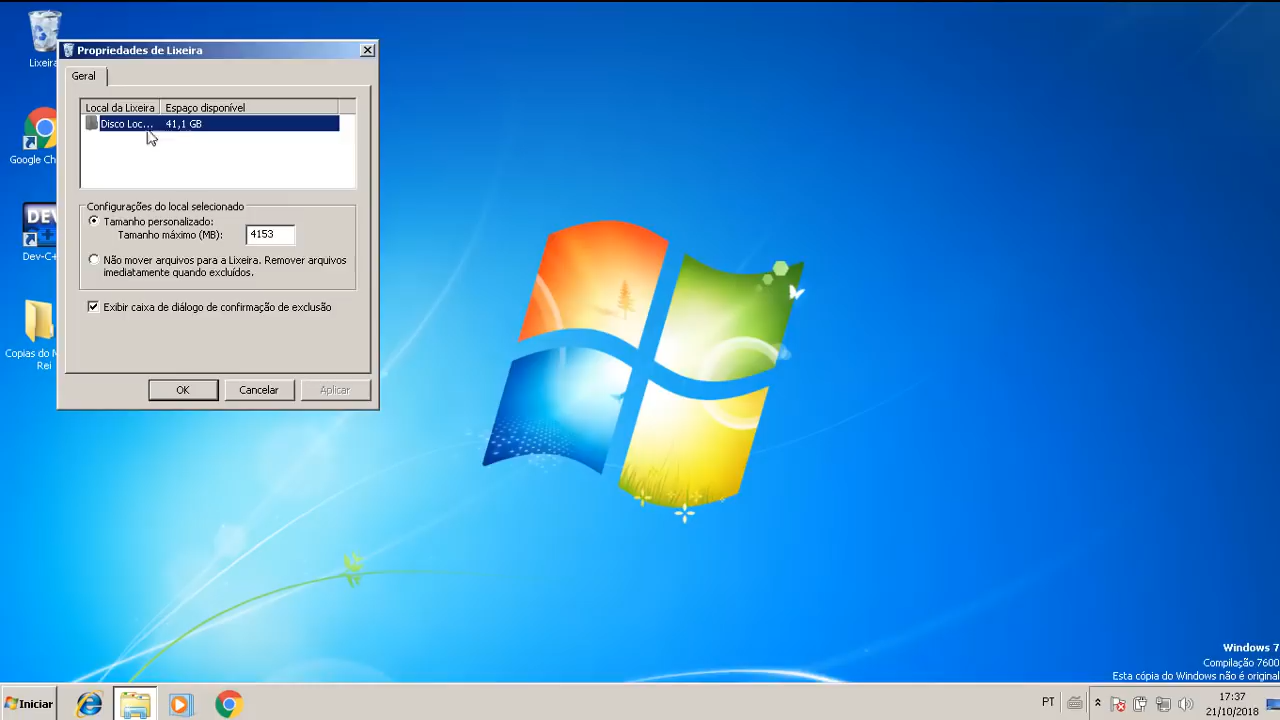 Lixeira
Propriedades de Lixeira
Geral
Local da Lixeira Espaço disponível
Disco Loc... 41,1 GB
Google Ch
Configurações do local selecionado
Tamanho personalizado:
Tamanho máximo (MB): 4153
DEV
Dev-C+
Não mover arquivos para a Lixeira. Remover arquivos
imediatamente quando excluídos.
Exibir caixa de diálogo de confirmação de exclusão
Copias do M
Rei
OK Cancelar Aplicar
Windows 7
Compilação 7600
Esta cópia do Windows não é original
Iniciar
PT
17:37
21/10/2018